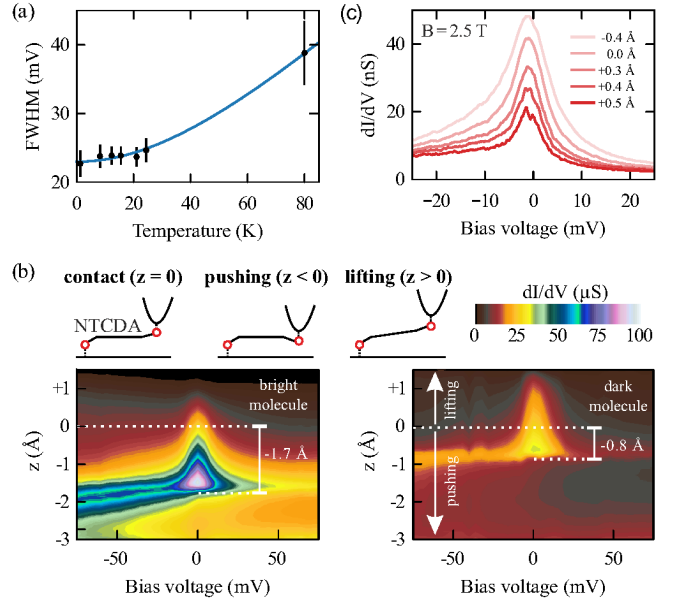 (a)
FWHM (mV)
40
30
20
0
20
40
60
80
Temperature (K)
(c)
B = 2.5 T
dI/dV (nS)
40
20
0
-0.4 Å
0.0 Å
+0.3 Å
+0.4 Å
+0.5 Å
−20
−10
0
10
20
Bias voltage (mV)
(b)
contact (z = 0)
pushing (z < 0)
lifting (z > 0)
NTCDA
dI/dV (µS)
0
25
50
75
100
z (Å)
+1
0
-1
-2
-3
bright
molecule
-1.7 Å
-50
0
50
Bias voltage (mV)
z (Å)
+1
0
-1
-2
-3
lifting
pushing
dark
molecule
-0.8 Å
-50
0
50
Bias voltage (mV)